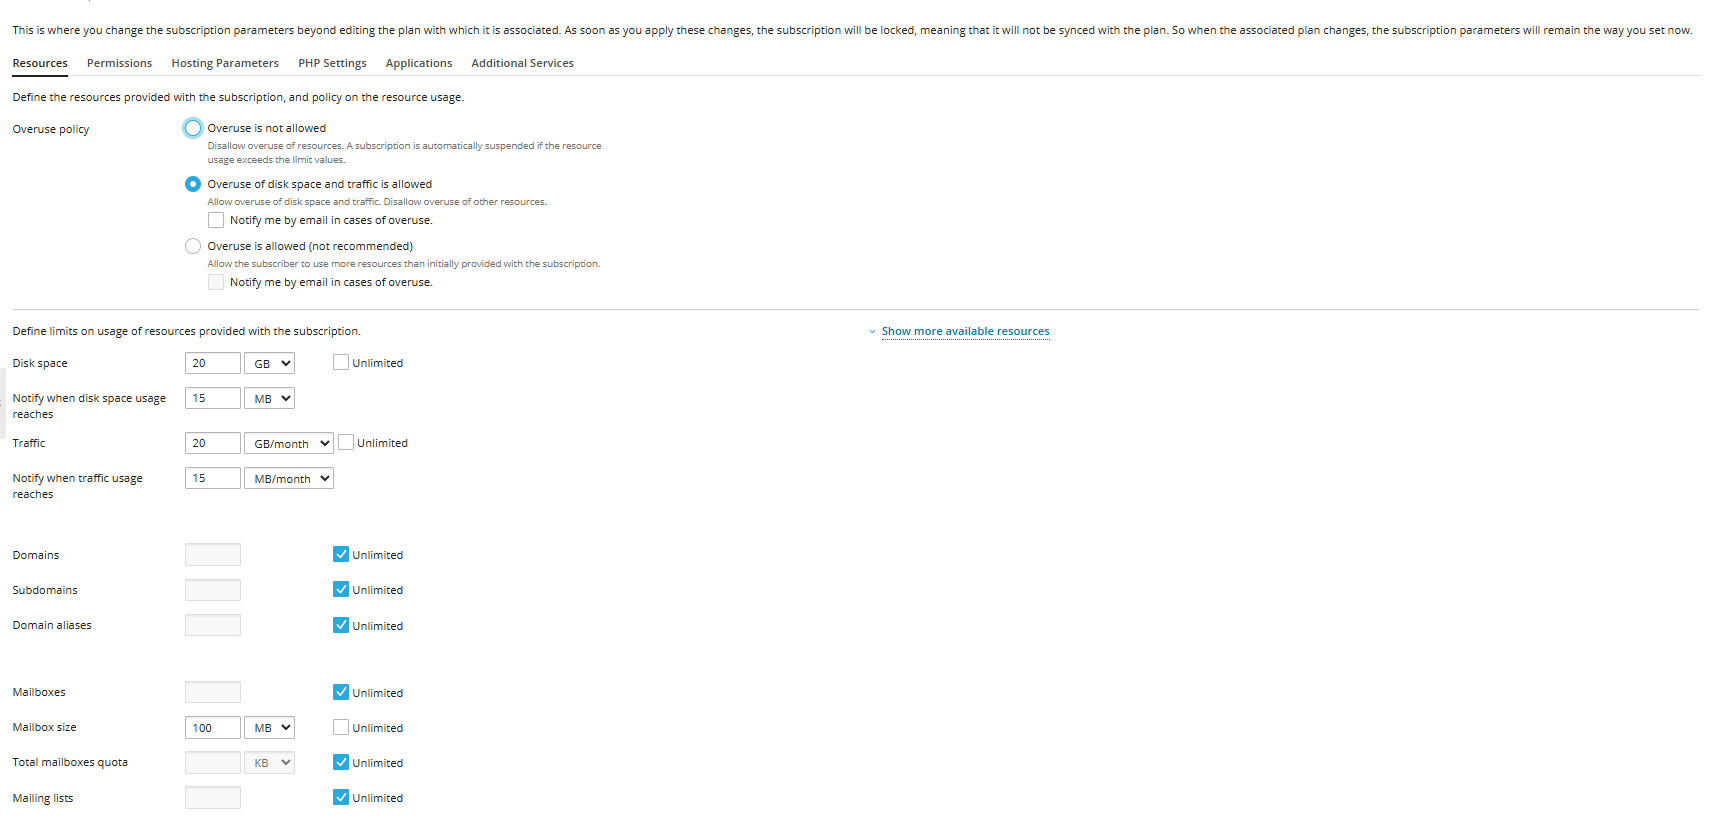 This is where you change the subscription parameters beyond editing the plan with which it is associated. As soon as you apply these changes, the subscription will be locked, meaning that it will not be synced with the plan. So when the associated plan changes, the subscription parameters will remain the way you set now.
Resources Permissions Hosting Parameters PHP Settings Applications Additional Services
Define the resources provided with the subscription, and policy on the resource usage.
Overuse policy Overuse is not allowed
Disallow overuse of resources. A subscription is automatically suspended if the resource
usage exceeds the limit values.
Overuse of disk space and traffic is allowed
Allow overuse of disk space and traffic. Disallow overuse of other resources.
Notify me by email in cases of overuse.
Overuse is allowed (not recommended)
Allow the subscriber to use more resources than initially provided with the subscription.
Notify me by email in cases of overuse.
Define limits on usage of resources provided with the subscription. Show more available resources
Disk space 20 GB Unlimited
Notify when disk space usage 15 MB
reaches
Traffic 20 GB/month Unlimited
Notify when traffic usage 15 MB/month
reaches
Domains Unlimited
Subdomains Unlimited
Domain aliases Unlimited
Mailboxes Unlimited
Mailbox size 100 MB Unlimited
Total mailboxes quota KB Unlimited
Mailing lists Unlimited